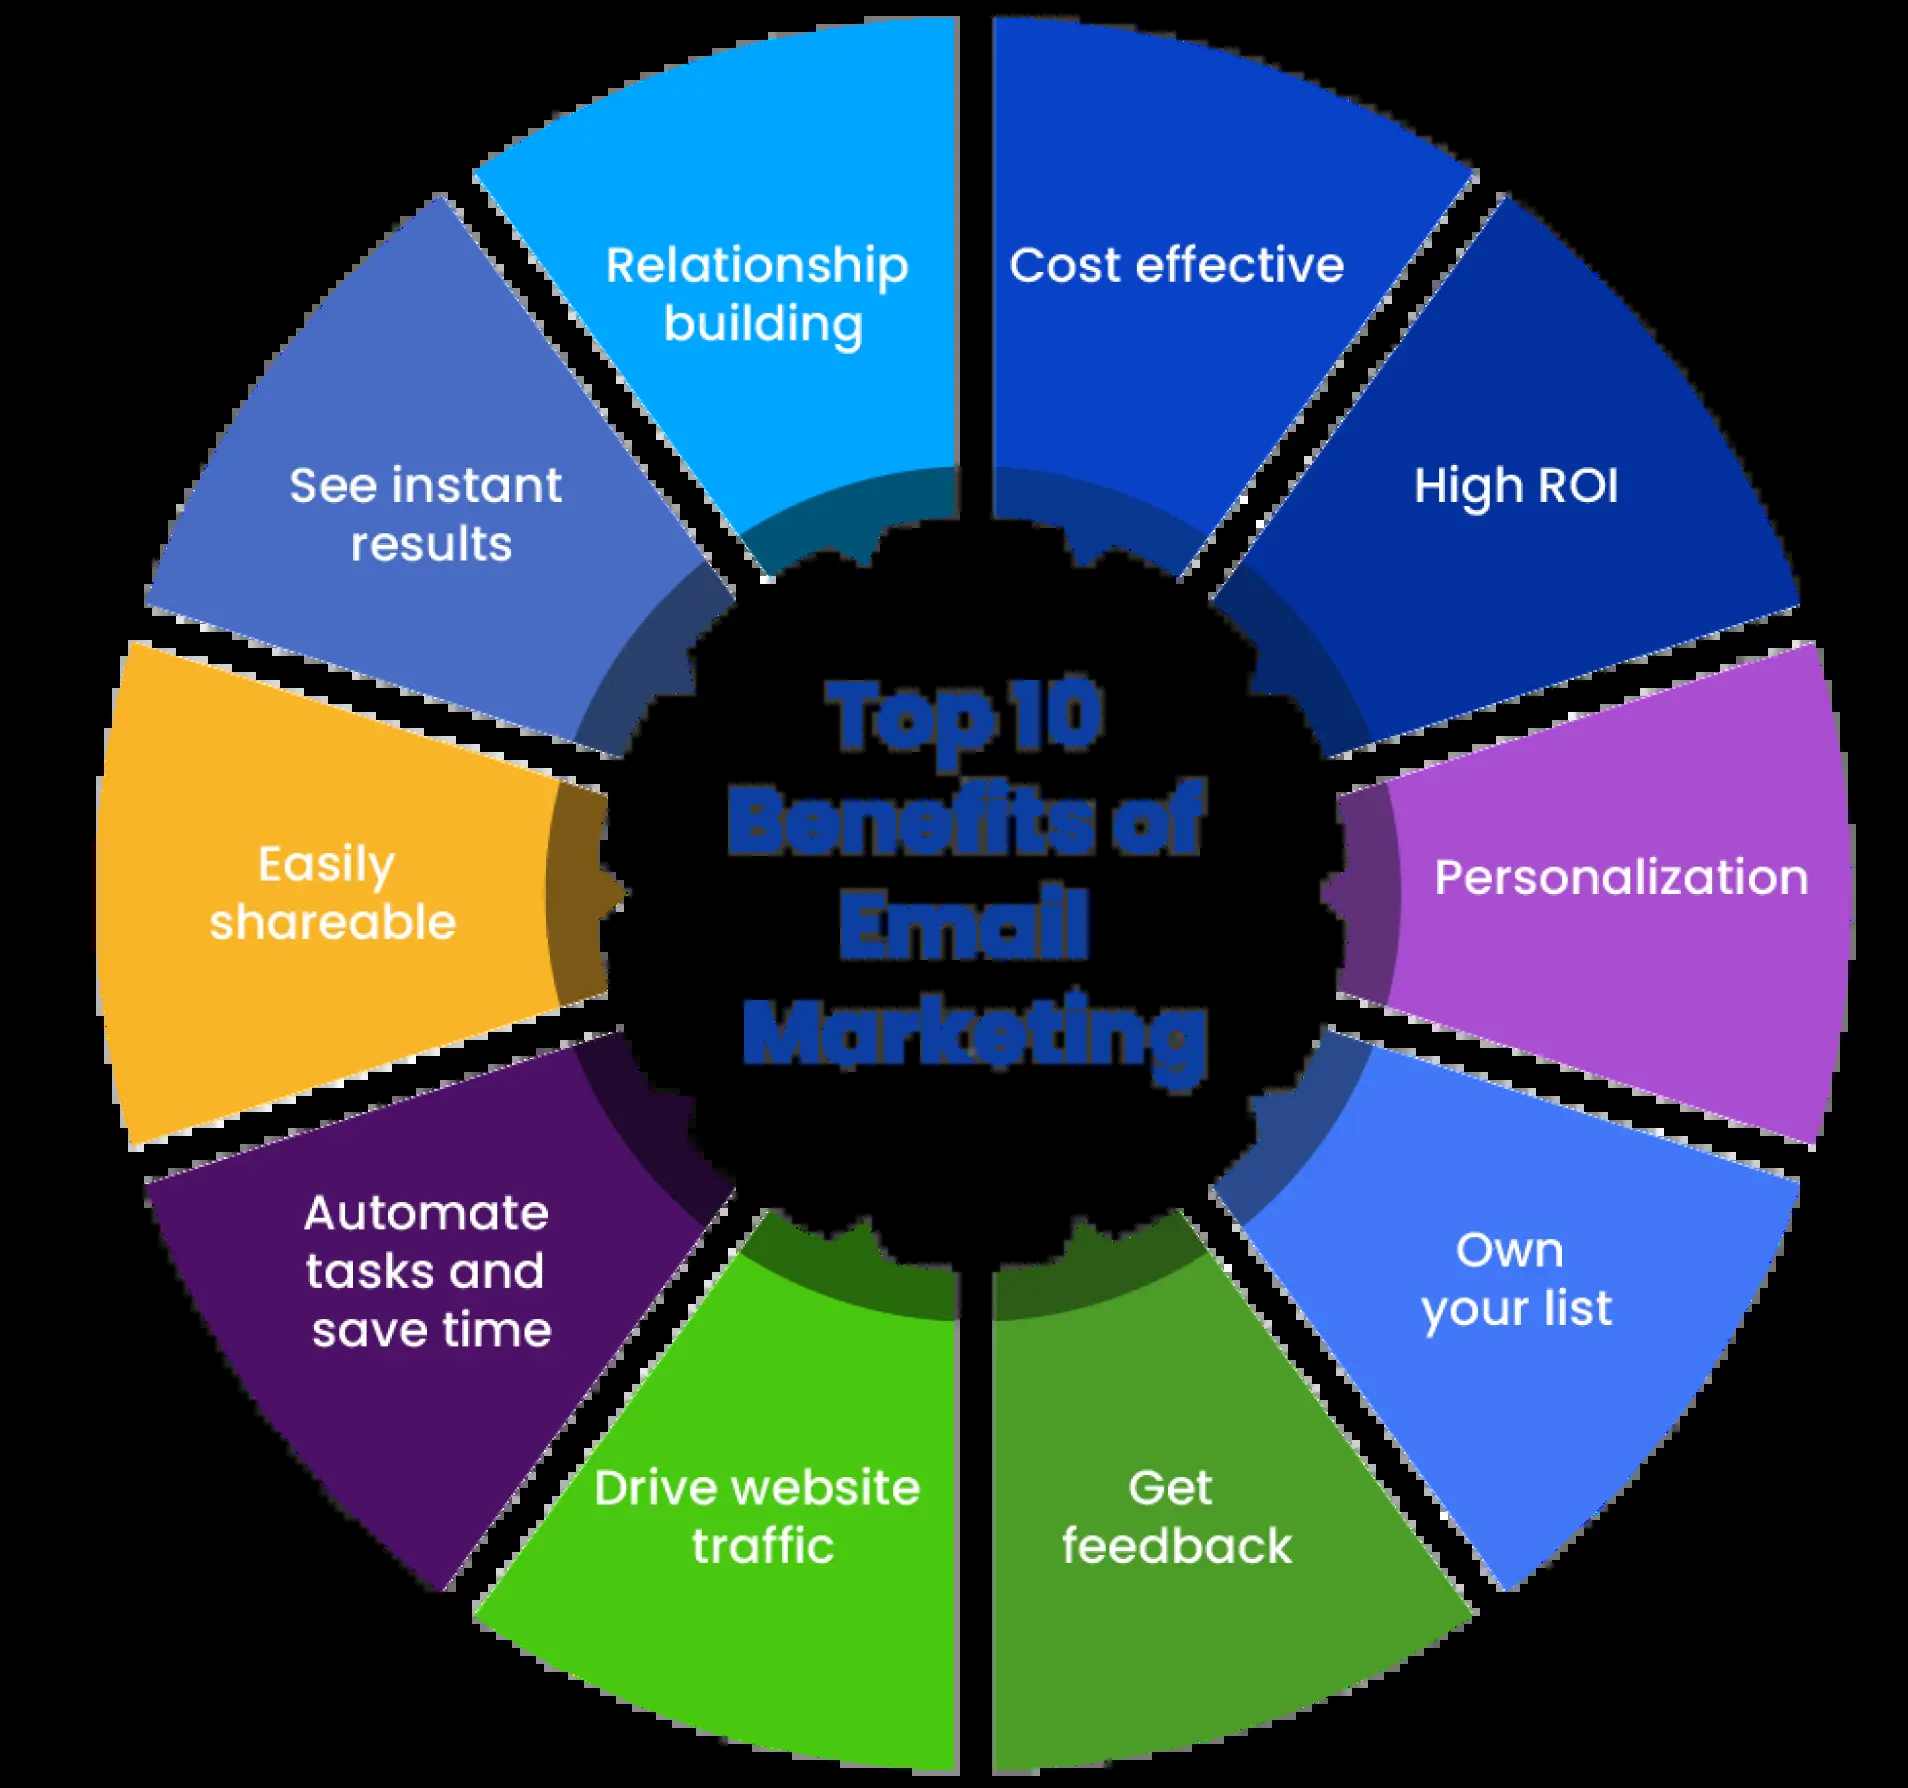 Top 10
Benefits of
Email
Marketing
Cost effective
High ROI
Personalization
Own
your list
Get
feedback
Drive website
traffic
Automate
tasks and
save time
Easily
shareable
See instant
results
Relationship
building